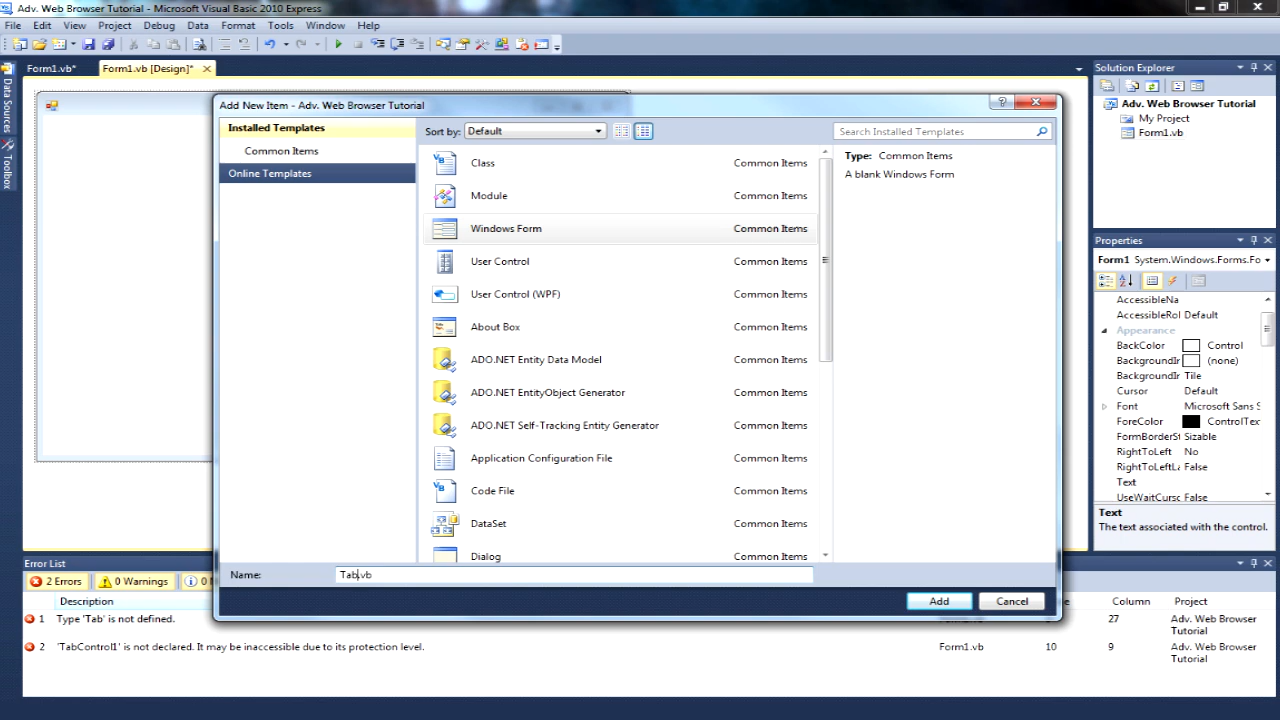 Adv. Web Browser Tutorial - Microsoft Visual Basic 2010 Express
File Edit View Project Debug Data Format Tools Window Help
Form1.vb* Form1.vb [Design]*
Data Sources
Toolbox
Add New Item - Adv. Web Browser Tutorial
Installed Templates
Common Items
Online Templates
Sort by: Default
Search Installed Templates
Class Common Items
Module Common Items
Windows Form Common Items
User Control Common Items
User Control (WPF) Common Items
About Box Common Items
ADO.NET Entity Data Model Common Items
ADO.NET EntityObject Generator Common Items
ADO.NET Self-Tracking Entity Generator Common Items
Application Configuration File Common Items
Code File Common Items
DataSet Common Items
Dialog Common Items
Type: Common Items
A blank Windows Form
Name: Tab.vb
Add Cancel
Solution Explorer
Adv. Web Browser Tutorial
My Project
Form1.vb
Properties
Form1 System.Windows.Forms.Fo
AccessibleNa
AccessibleRol Default
Appearance
BackColor Control
BackgroundIr (none)
BackgroundIr Tile
Cursor Default
Font Microsoft Sans S
ForeColor ControlTex
FormBorderSt Sizable
RightToLeft No
RightToLeftLa False
Text
UseWaitCursc False
Text
The text associated with the control.
Error List
2 Errors 0 Warnings 0
Description Column Project
1 Type 'Tab' is not defined. 27 Adv. Web Browser
Tutorial
2 'TabControl1' is not declared. It may be inaccessible due to its protection level. Form1.vb 10 9 Adv. Web Browser
Tutorial